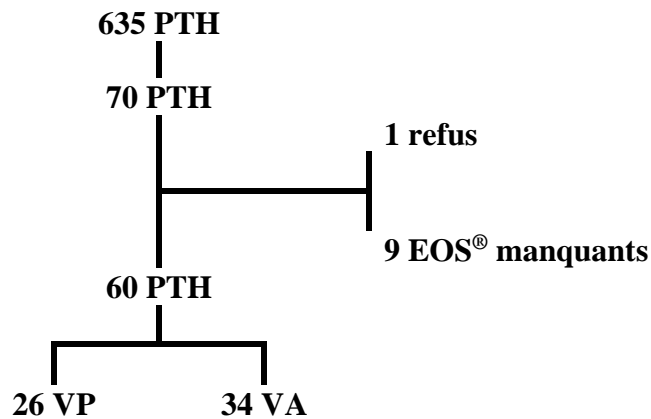 635 PTH
70 PTH
1 refus
9 EOS® manquants
60 PTH
26 VP
34 VA